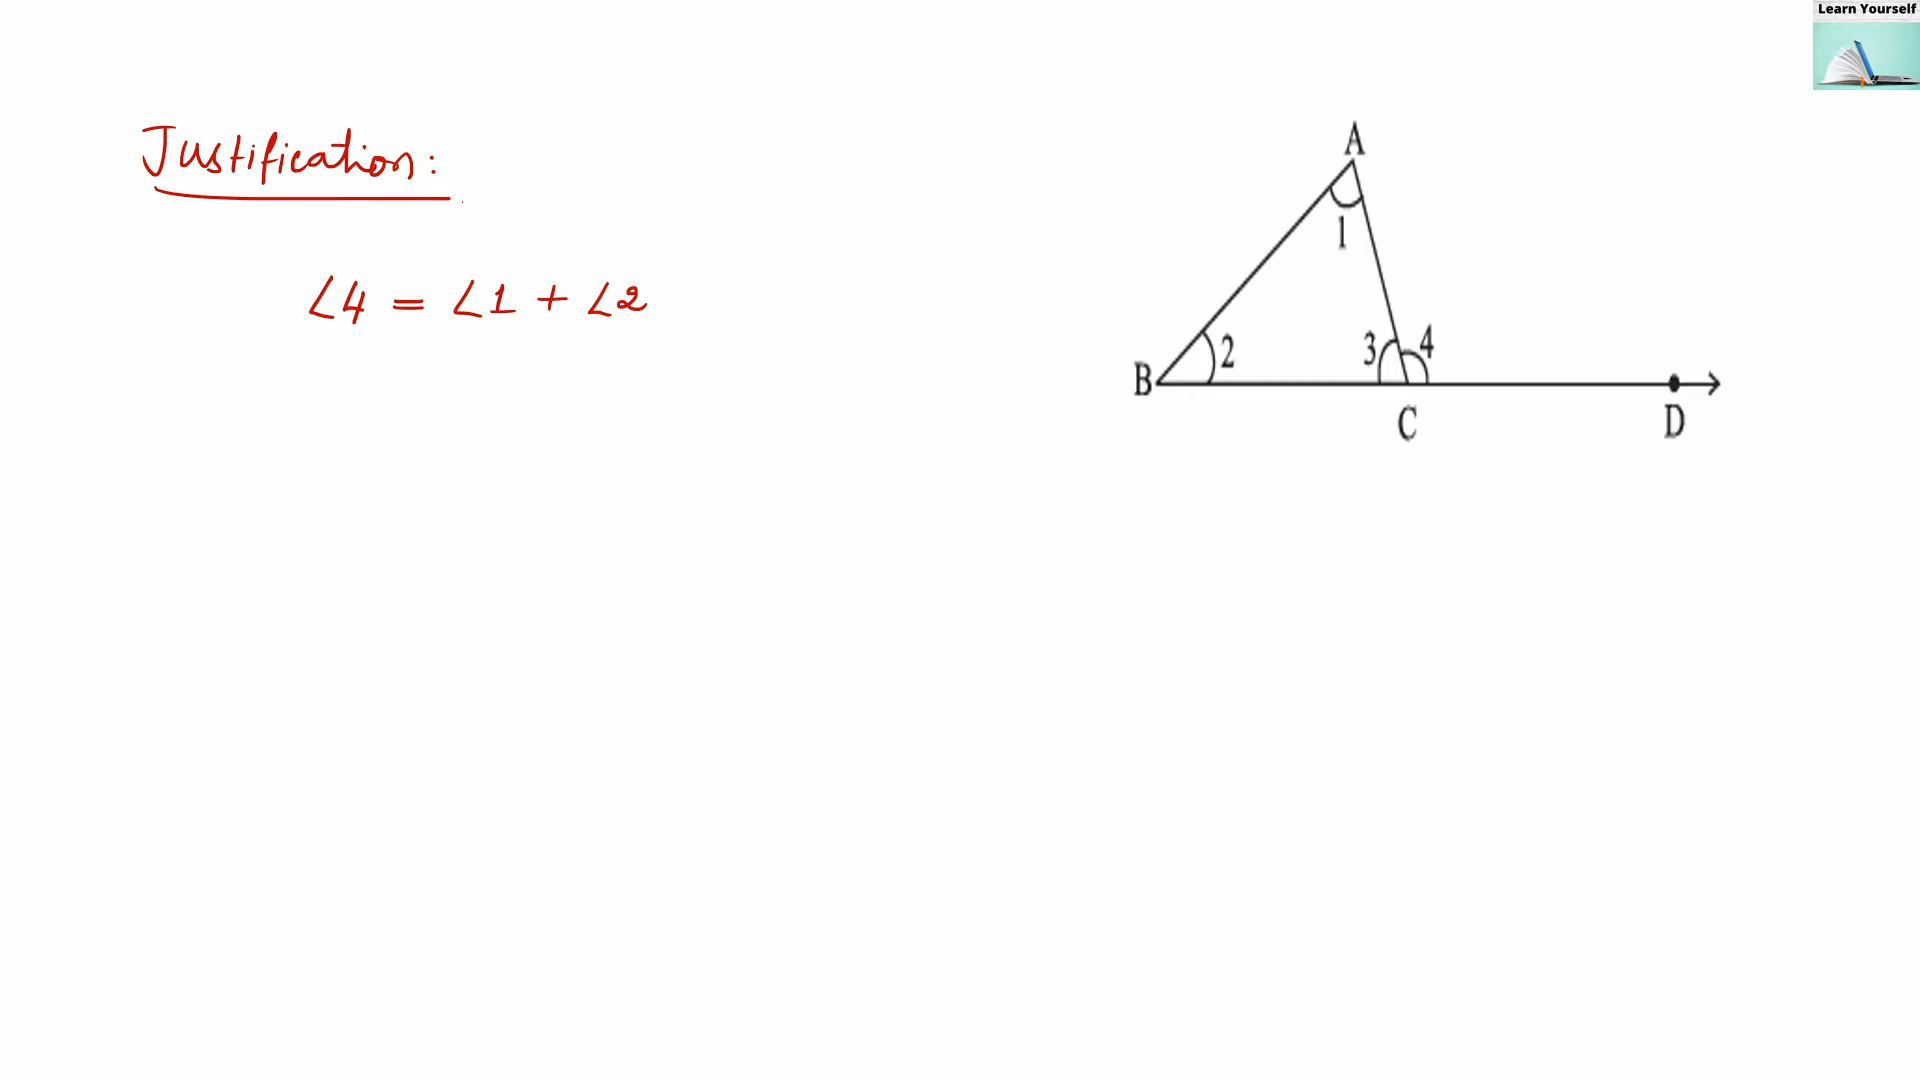 Learn Yourself
Justification:
∠4 = ∠1 + ∠2
A
1
B
2
3
4
C
D